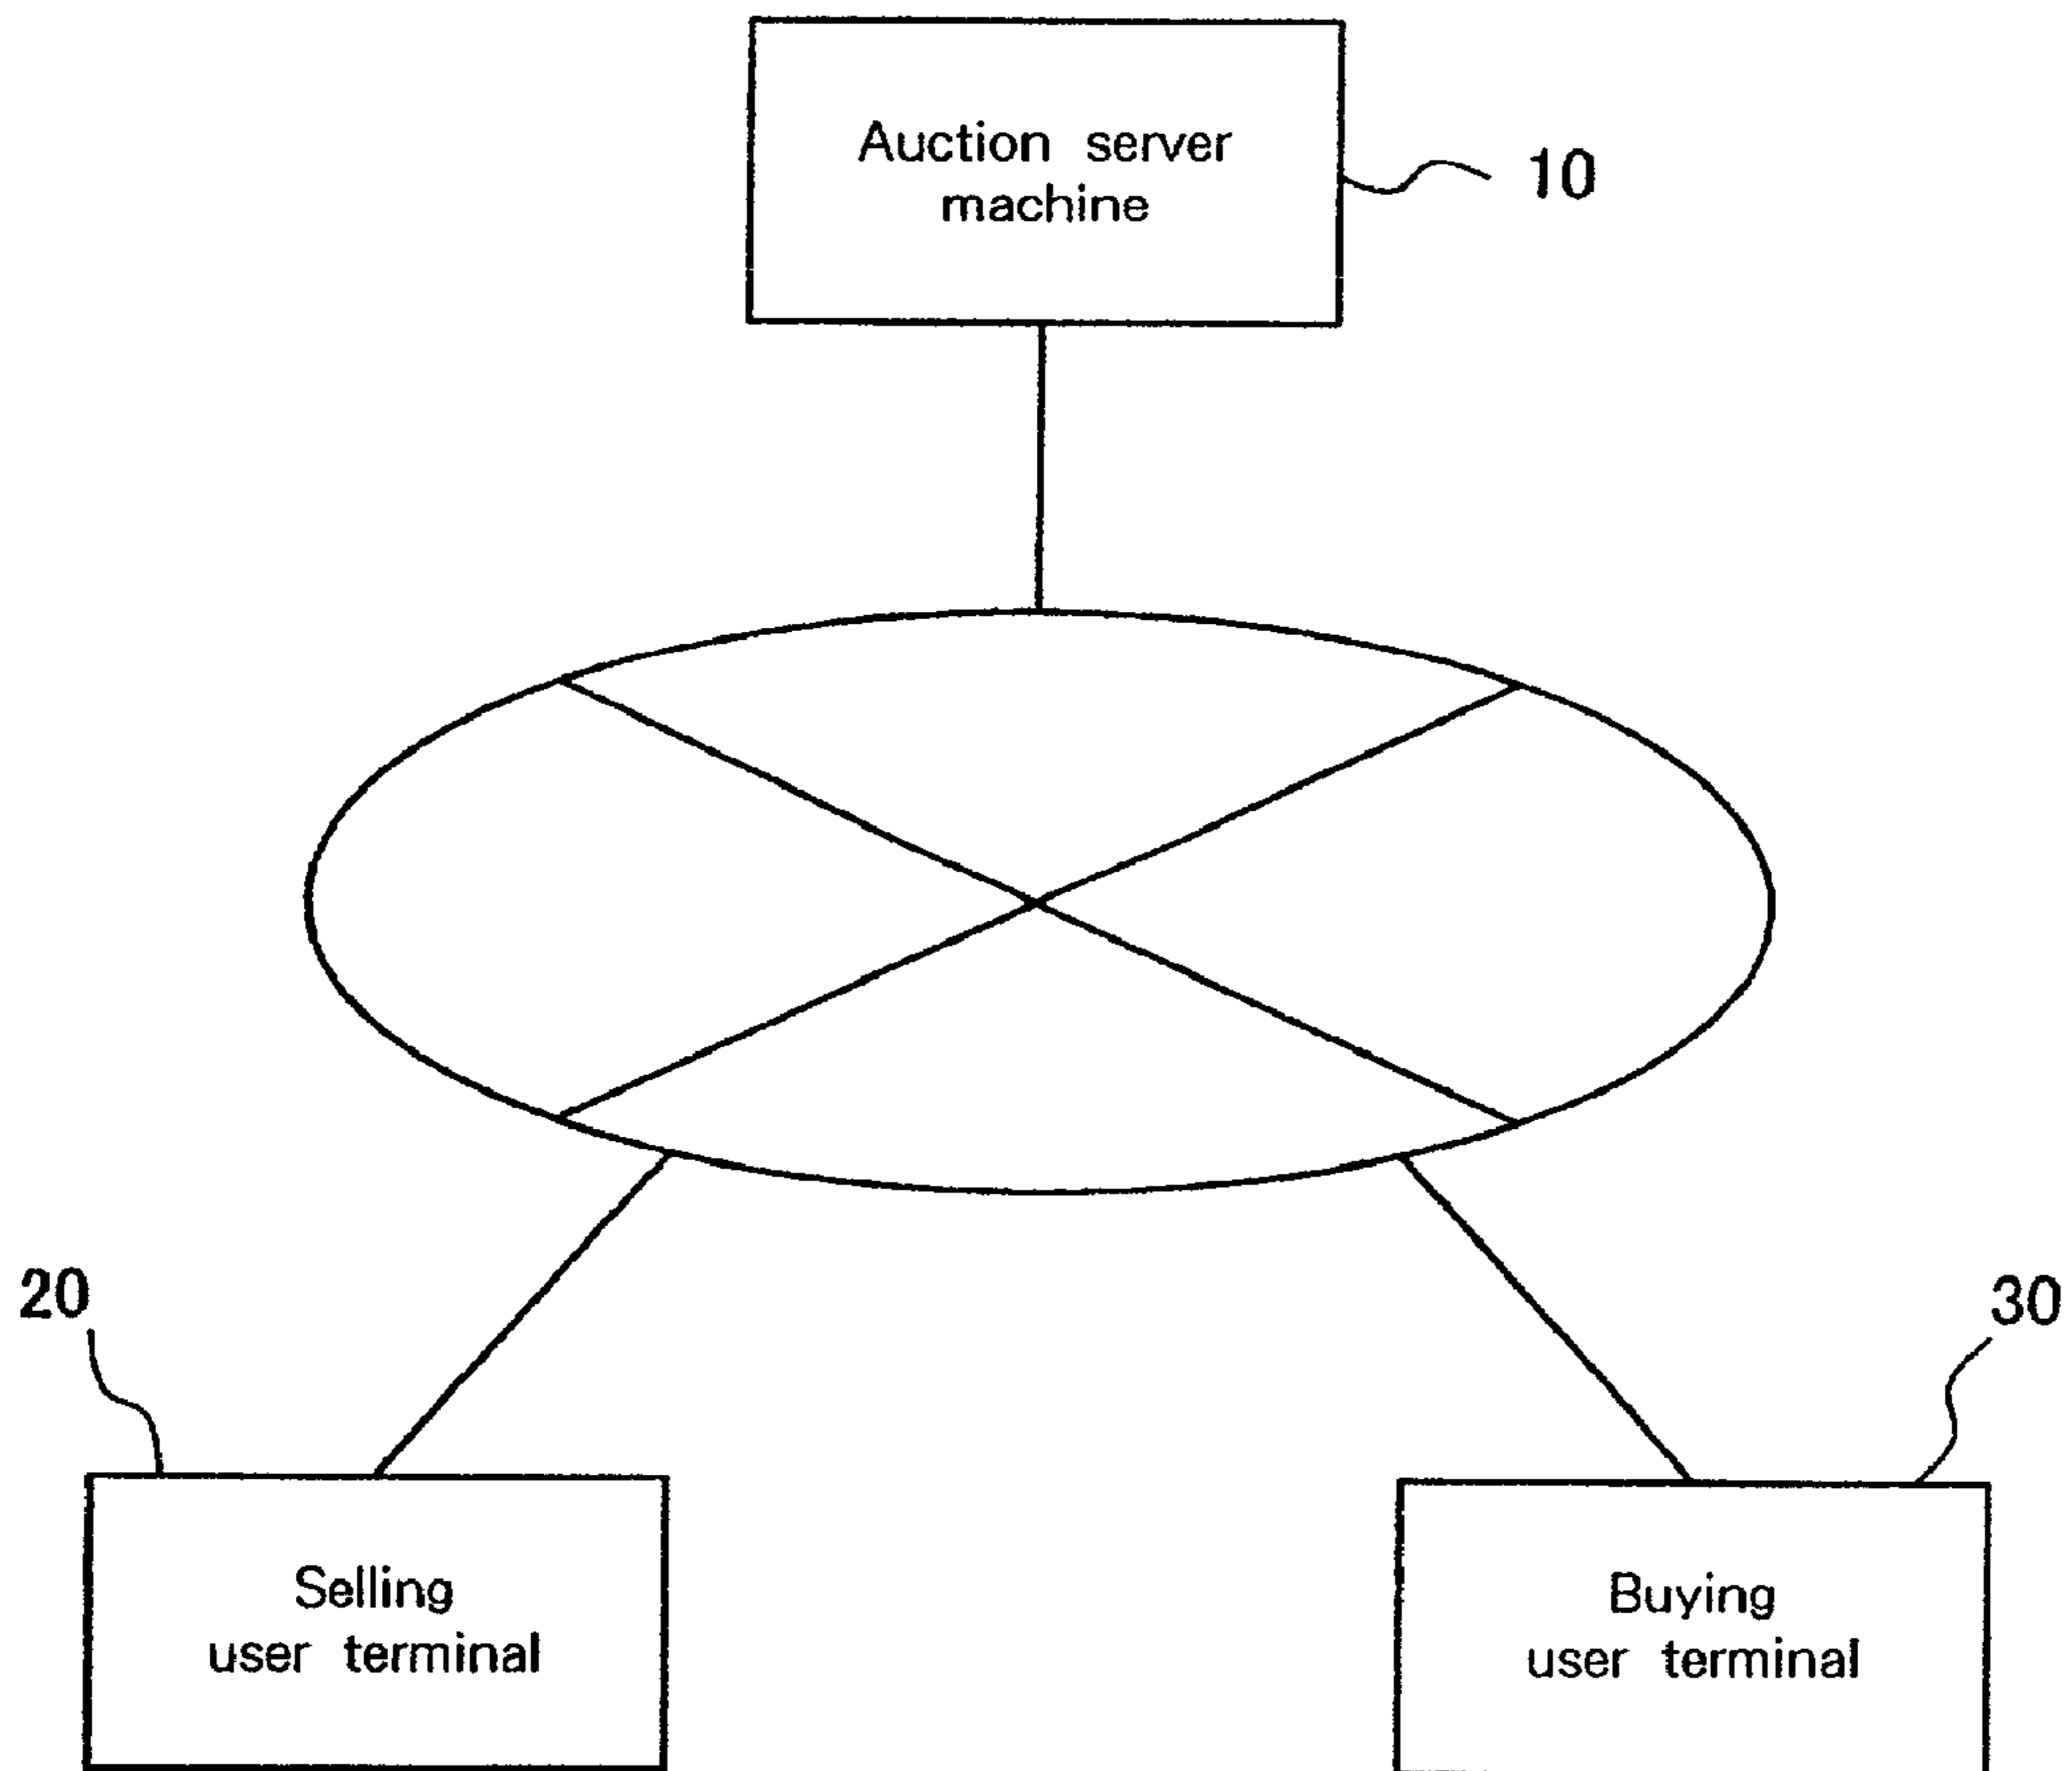 Auction server
machine
10
20
30
Selling
user terminal
Buying
user terminal